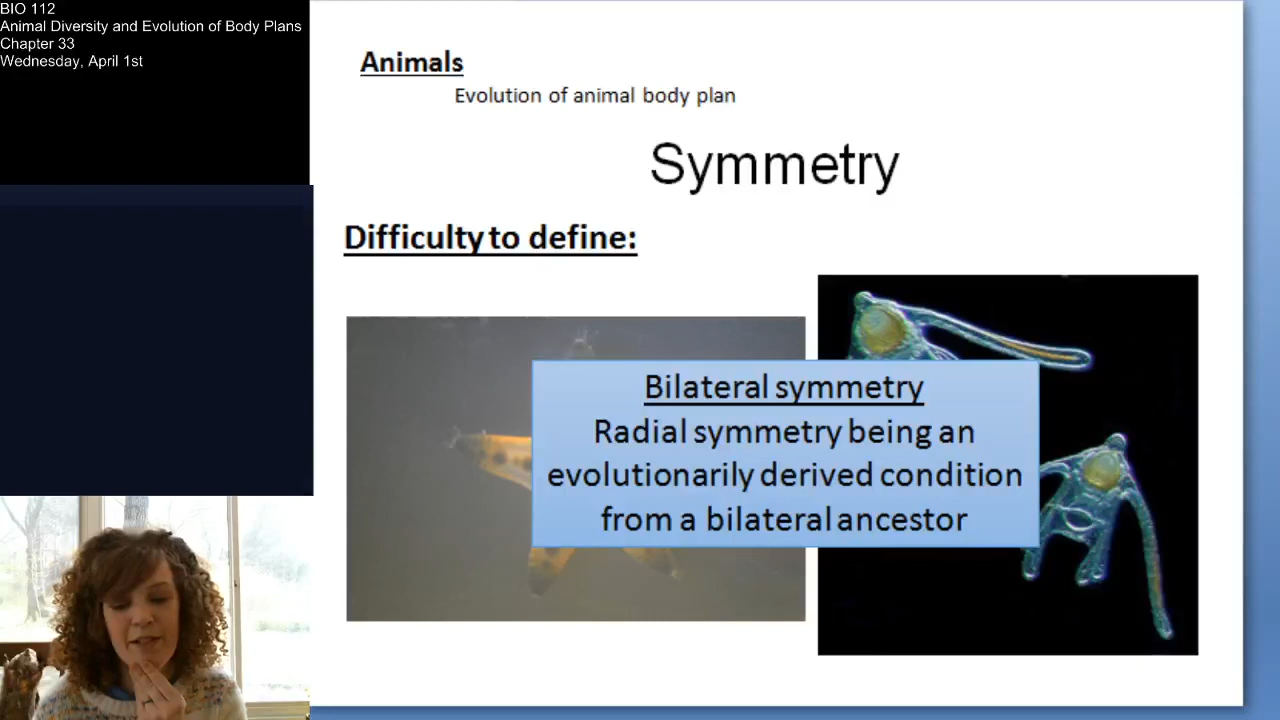 BIO 112
Animal Diversity and Evolution of Body Plans
Chapter 33
Wednesday, April 1st
Animals
Evolution of animal body plan
Symmetry
Difficulty to define:
Bilateral symmetry
Radial symmetry being an
evolutionarily derived condition
from a bilateral ancestor